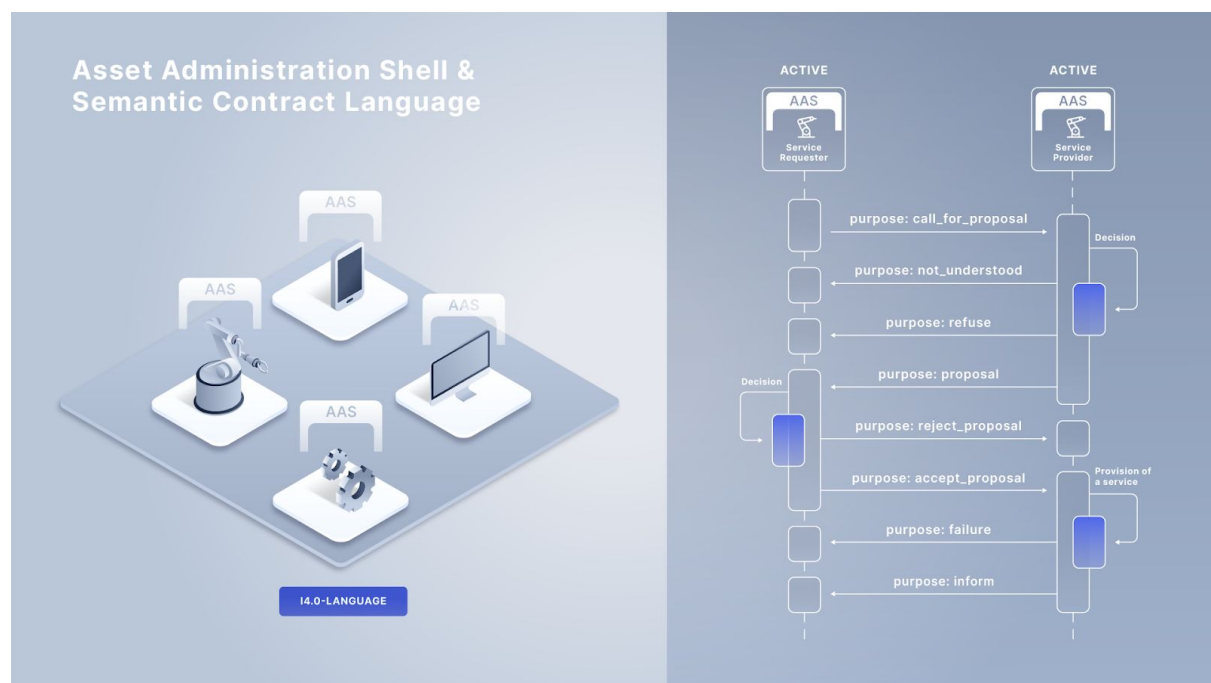 Asset Administration Shell &
Semantic Contract Language
AAS
AAS
AAS
AAS
I4.0-LANGUAGE
ACTIVE
AAS
Service
Requester
ACTIVE
AAS
Service
Provider
purpose: call_for_proposal
Decision
purpose: not_understood
purpose: refuse
purpose: proposal
Decision
purpose: reject_proposal
Provision of
a service
purpose: accept_proposal
purpose: failure
purpose: inform